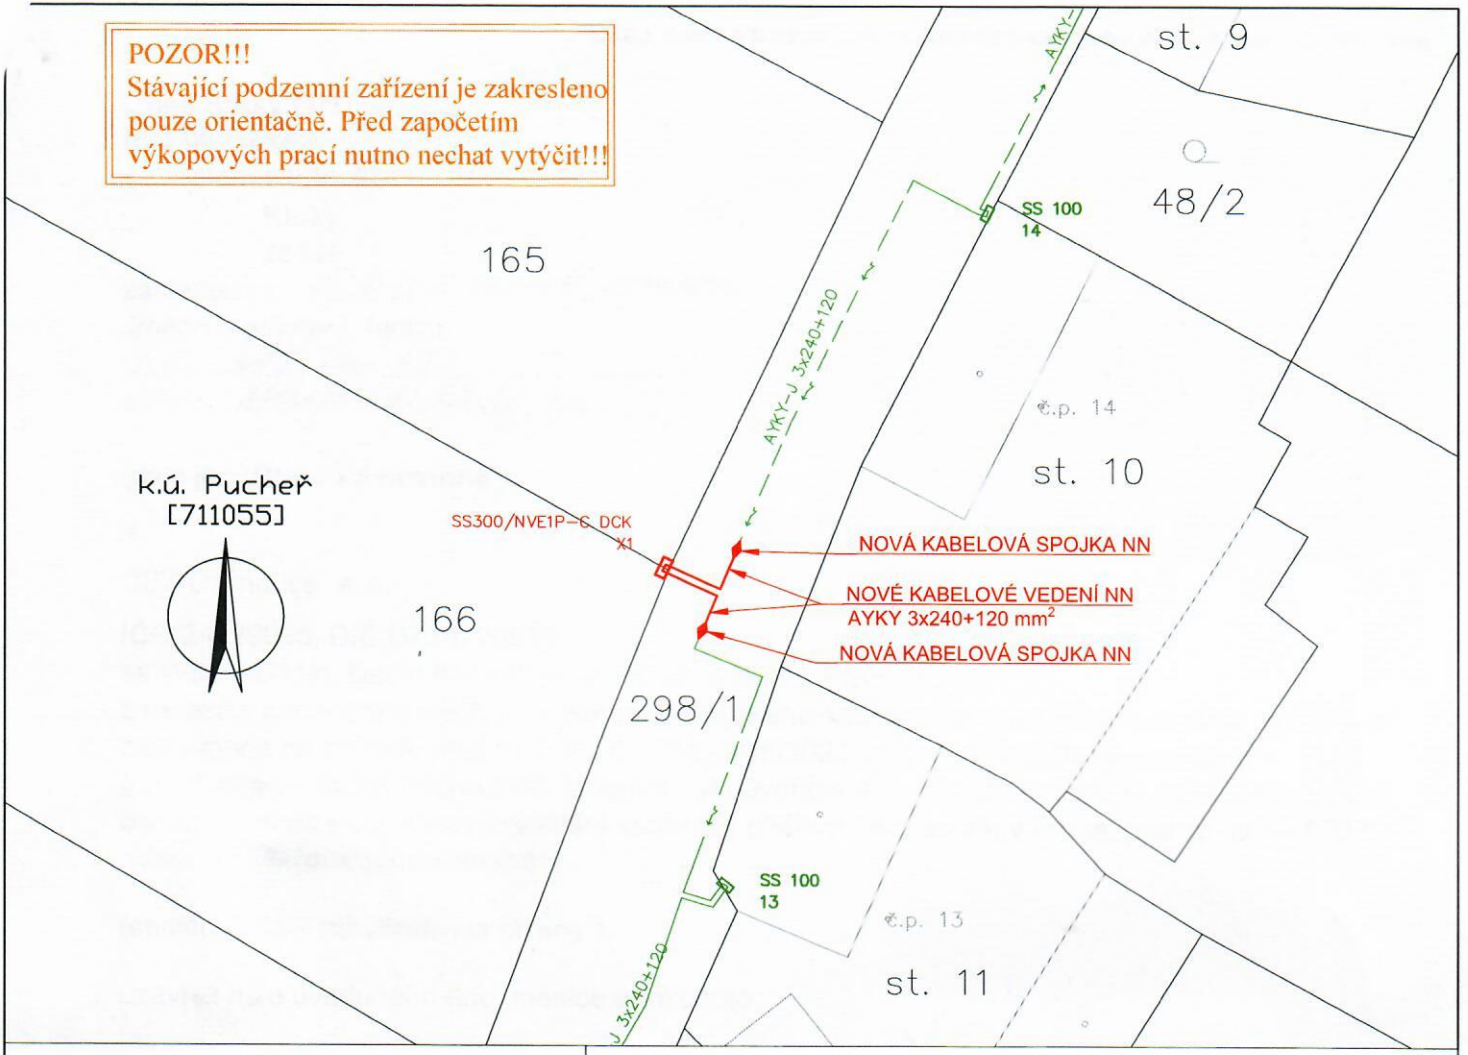 POZOR!!!
Stávající podzemní zařízení je zakresleno
pouze orientačně. Před započetím
výkopových prací nutno nechat vytýčit!!!
AYKY-
st. 9
48/2
SS 100
14
165
AYKY-J 3x240+120
č.p. 14
st. 10
k.ú. Pucheř
[711055]
SS300/NVE1P-C DCK
X1
NOVÁ KABELOVÁ SPOJKA NN
NOVÉ KABELOVÉ VEDENÍ NN
AYKY 3x240+120 mm²
NOVÁ KABELOVÁ SPOJKA NN
166
298/1
SS 100
13
č.p. 13
st. 11
J 3x240+120